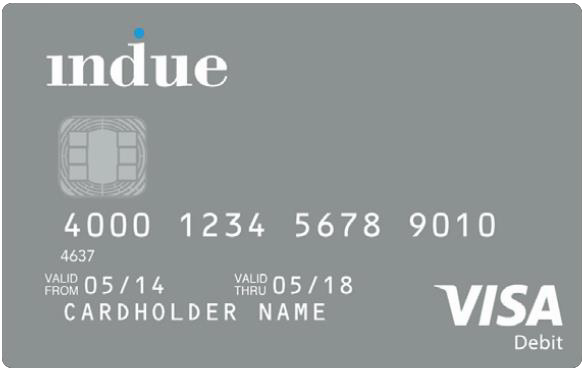 indue
4000 1234 5678 9010
4637
VALID FROM 05/14 VALID THRU 05/18
CARDHOLDER NAME
VISA
Debit